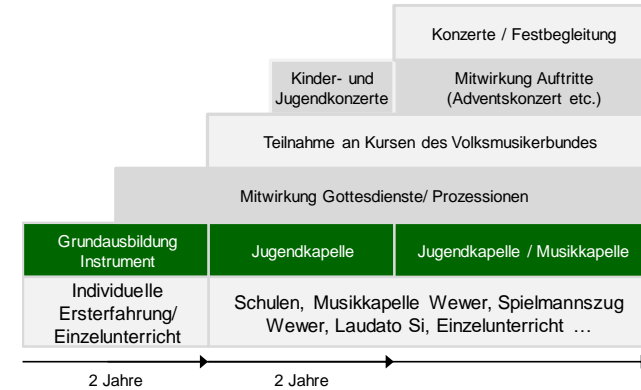 Konzerte / Festbegleitung
Kinder- und
Jugendkonzerte
Mitwirkung Auftritte
(Adventskonzert etc.)
Teilnahme an Kursen des Volksmusikerbundes
Mitwirkung Gottesdienste/ Prozessionen
Grundausbildung
Instrument
Jugendkapelle
Jugendkapelle / Musikkapelle
Individuelle
Ersterfahrung/
Einzelunterricht
Schulen, Musikkapelle Wewer, Spielmannszug
Wewer, Laudato Si, Einzelunterricht …
2 Jahre
2 Jahre